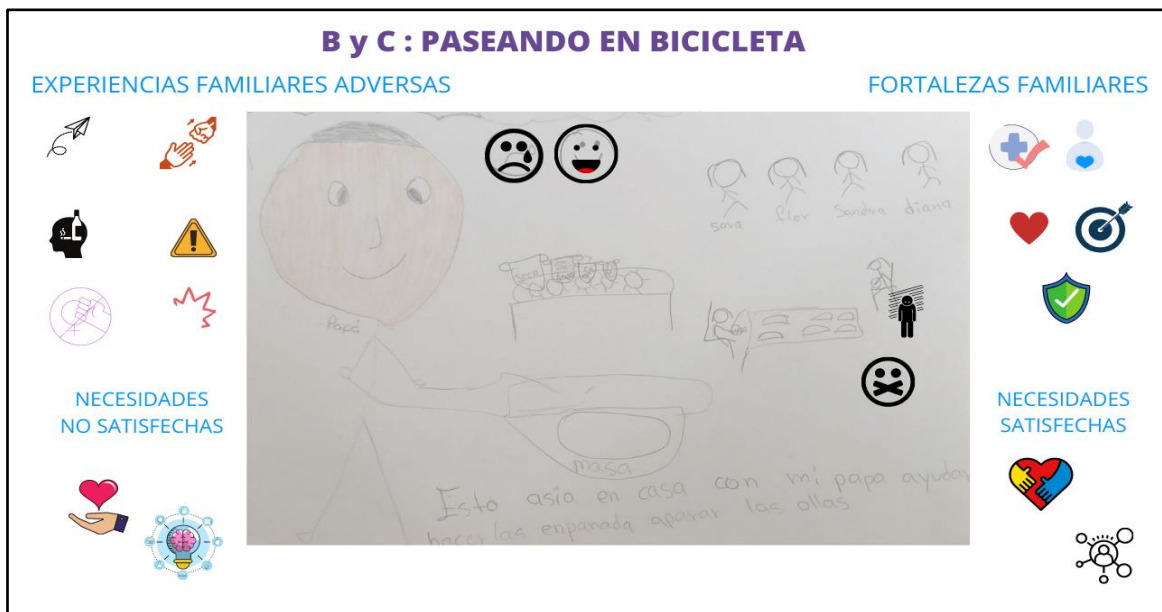 B y C : PASEANDO EN BICICLETA
EXPERIENCIAS FAMILIARES ADVERSAS
FORTALEZAS FAMILIARES
sara flor Sandra diana
Papá
masa
NECESIDADES
NO SATISFECHAS
NECESIDADES
SATISFECHAS
Esto asia en casa con mi papa ayudar
hacer las enpanada aparar las ollas